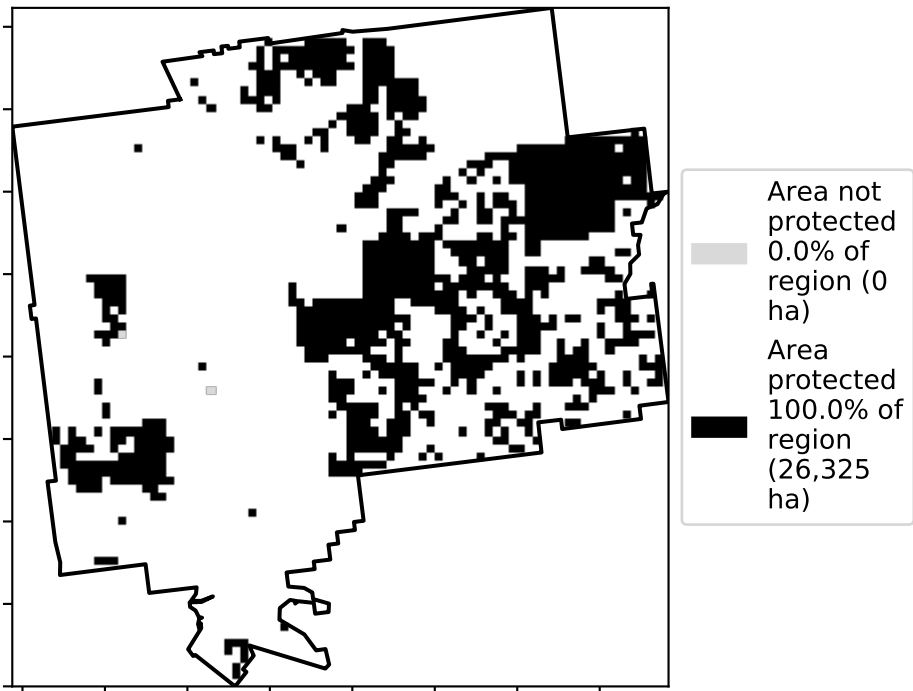 Area not
protected
0.0% of
region (0
ha)
Area
protected
100.0% of
region
(26,325
ha)